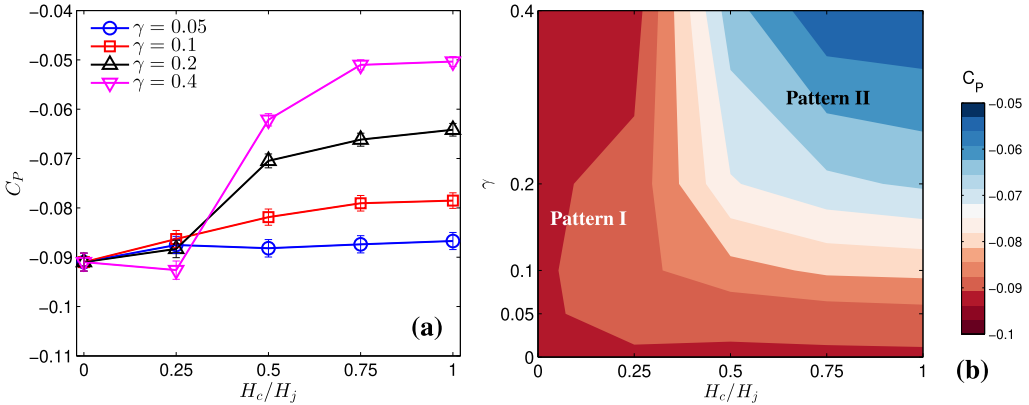 −0.04
−0.05
−0.06
−0.07
−0.08
−0.09
−0.1
−0.11
C_P
γ = 0.05
γ = 0.1
γ = 0.2
γ = 0.4
(a)
0 0.25 0.5 0.75 1
H_c/H_j
0.4
0.2
0.1
0.05
0
γ
Pattern II
Pattern I
0 0.25 0.5 0.75 1
H_c/H_j
C_P
−0.05
−0.06
−0.07
−0.08
−0.09
−0.1
(b)